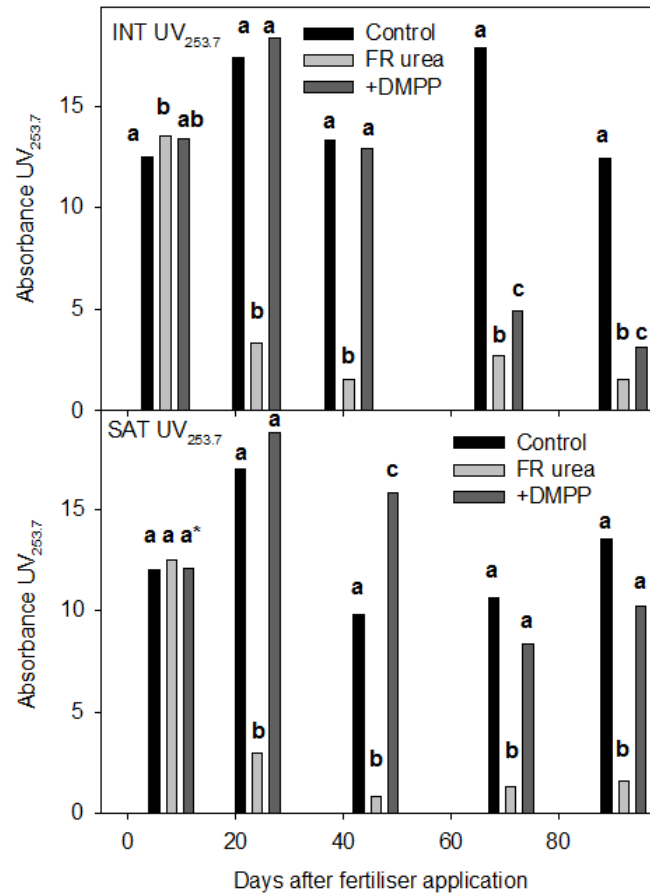 INT UV253.7
Control
FR urea
+DMPP
Absorbance UV253.7
15
10
5
0
a b ab
a b a
a b a
a b c
a b c
SAT UV253.7
Control
FR urea
+DMPP
Absorbance UV253.7
15
10
5
0
a a a*
a b a
a b c
a b a
a b a
0 20 40 60 80
Days after fertiliser application